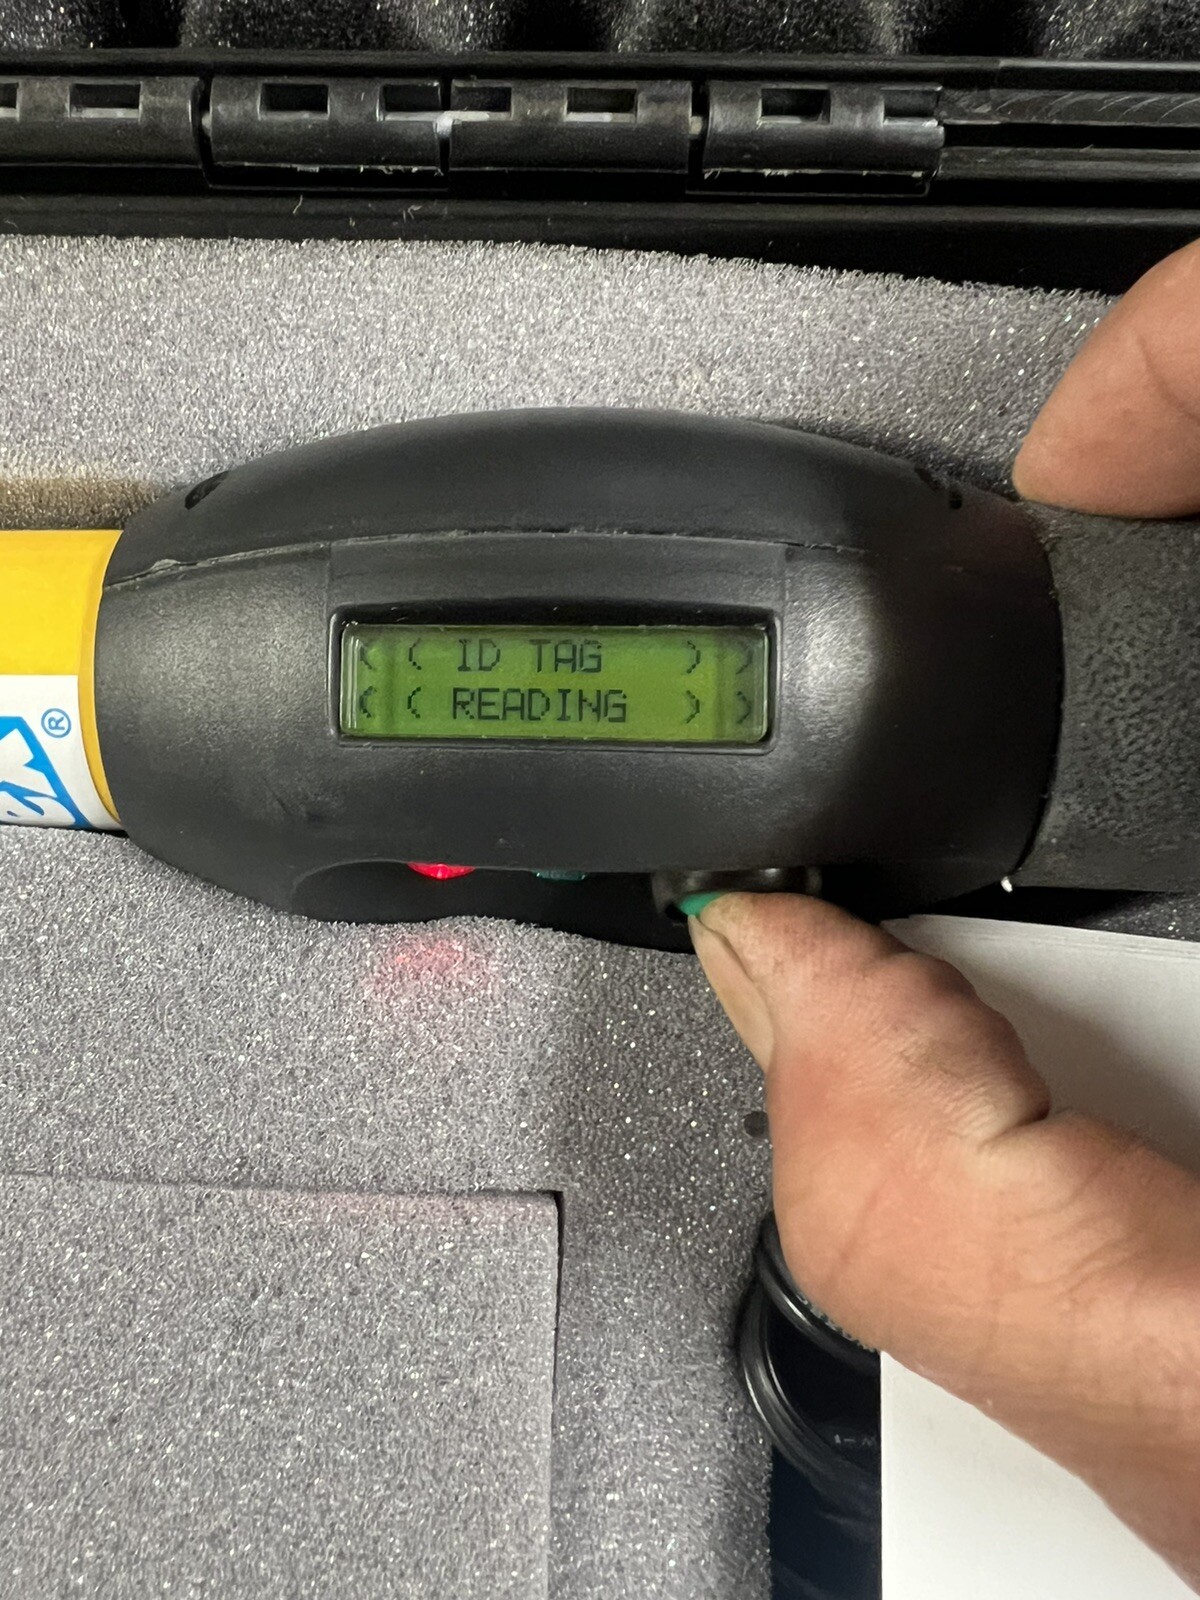 < < ID TAG > >
< < READING > >
®